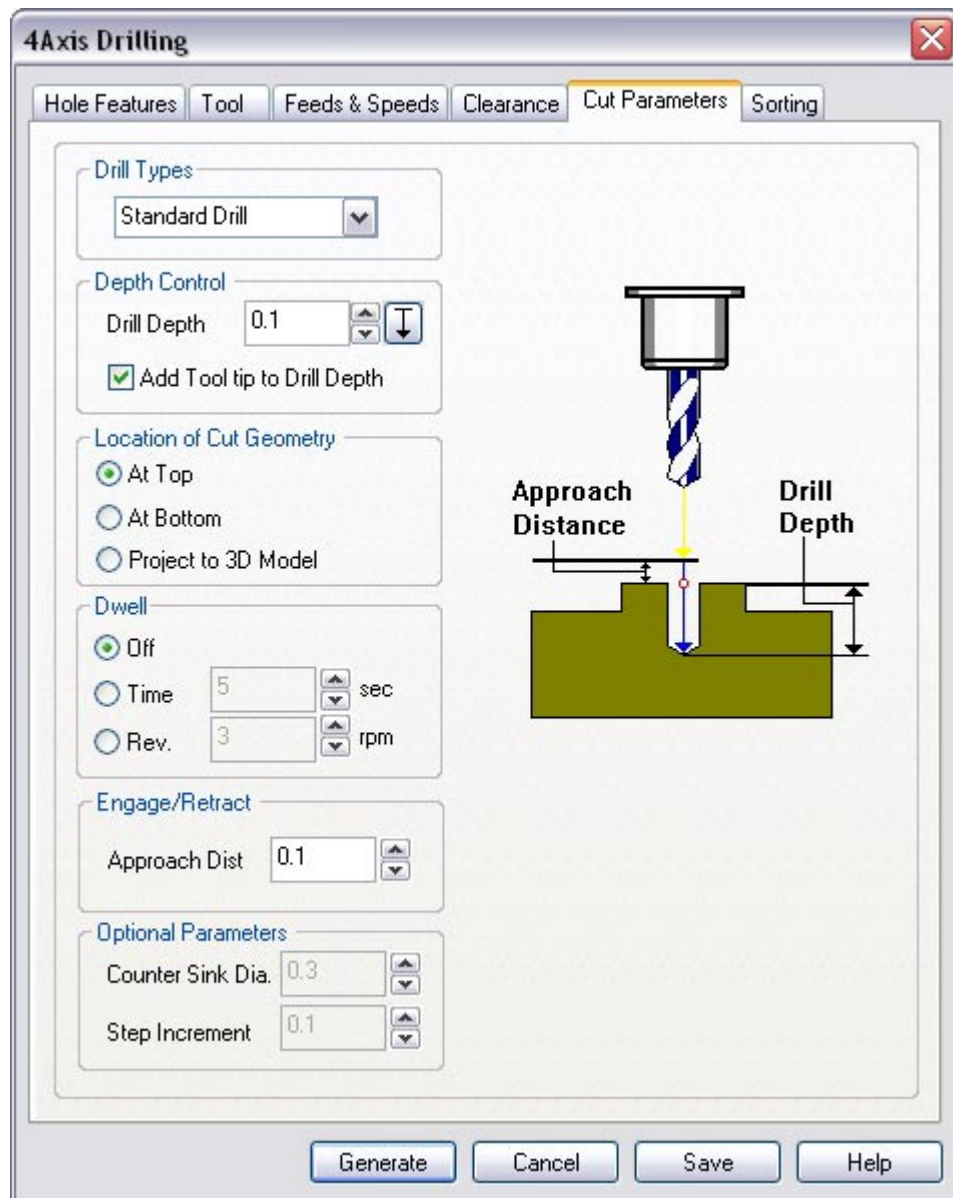 4Axis Drilling
Hole Features Tool Feeds & Speeds Clearance Cut Parameters Sorting
Drill Types
Standard Drill
Depth Control
Drill Depth 0.1
Add Tool tip to Drill Depth
Location of Cut Geometry
At Top
At Bottom
Project to 3D Model
Dwell
Off
Time 5 sec
Rev. 3 rpm
Engage/Retract
Approach Dist 0.1
Optional Parameters
Counter Sink Dia. 0.3
Step Increment 0.1
Approach
Distance
Drill
Depth
Generate Cancel Save Help